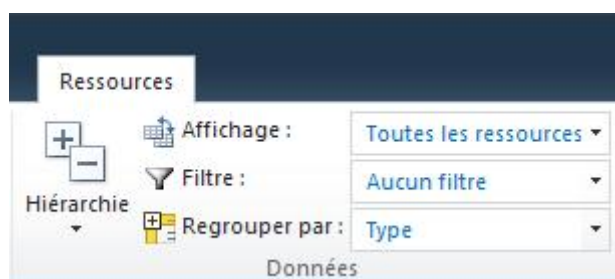 Ressources
Affichage : Toutes les ressources
Filtre : Aucun filtre
Hiérarchie
Regrouper par : Type
Données